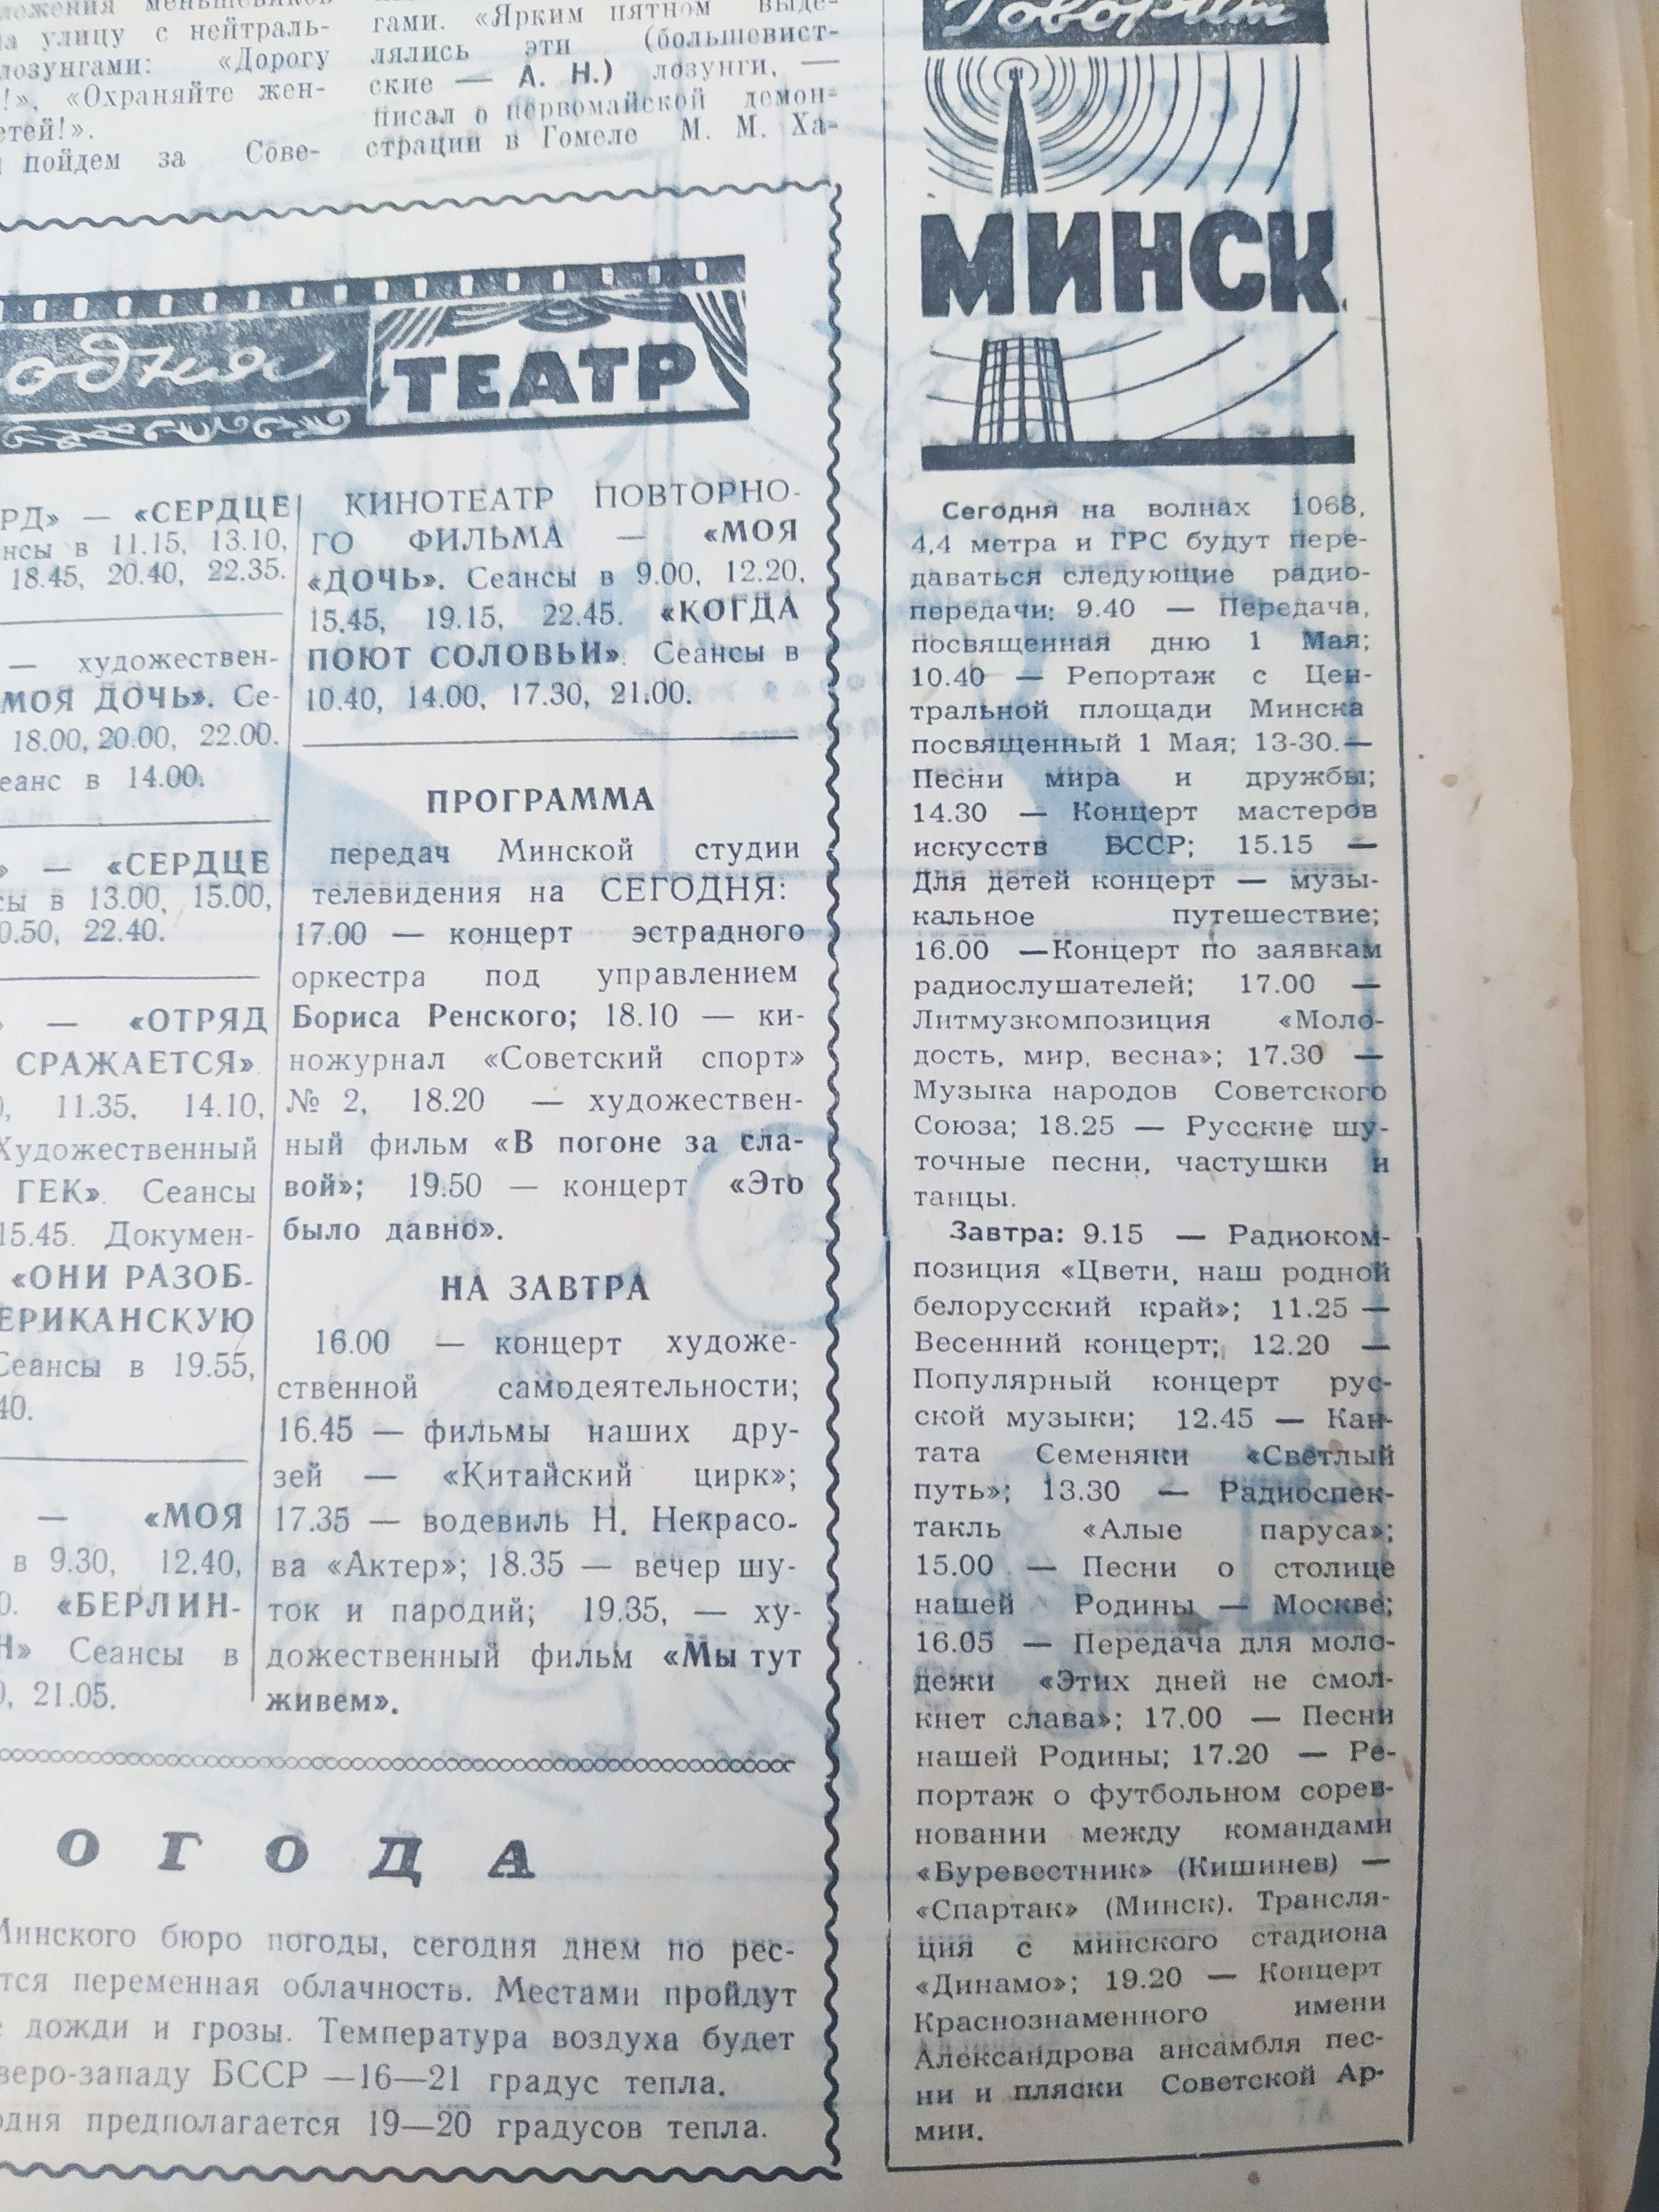 ложения меньшевиков
на улицу с нейтраль-
лозунгами: «Дорогу
!», «Охраняйте жен-
етей!».
пойдем за Сове-
гами. «Ярким пятном выде-
лялись эти (большевист-
ские — А. Н.) лозунги, —
писал о первомайской демон-
страции в Гомеле М. М. Ха-
одня
ТЕАТР
РД» — «СЕРДЦЕ
нсы в 11.15, 13.10,
18.45, 20.40, 22.35.
— художествен-
МОЯ ДОЧЬ». Се-
18.00, 20.00, 22.00.
еанс в 14.00.
» — «СЕРДЦЕ
сы в 13.00, 15.00,
0.50, 22.40.
» — «ОТРЯД
СРАЖАЕТСЯ»
0, 11.35, 14.10,
Художественный
ГЕК». Сеансы
15.45. Докумен-
«ОНИ РАЗОБ-
ЕРИКАНСКУЮ
Сеансы в 19.55,
40.
— «МОЯ
в 9.30, 12.40,
0. «БЕРЛИН-
Н» Сеансы в
0, 21.05.
КИНОТЕАТР ПОВТОРНО-
ГО ФИЛЬМА — «МОЯ
«ДОЧЬ». Сеансы в 9.00, 12.20,
15.45, 19.15, 22.45. «КОГДА
ПОЮТ СОЛОВЬИ». Сеансы в
10.40, 14.00, 17.30, 21.00.
ПРОГРАММА
передач Минской студии
телевидения на СЕГОДНЯ:
17.00 — концерт эстрадного
оркестра под управлением
Бориса Ренского; 18.10 — ки-
ножурнал «Советский спорт»
№ 2, 18.20 — художествен-
ный фильм «В погоне за сла-
вой»; 19.50 — концерт «Это
было давно».
НА ЗАВТРА
16.00 — концерт художе-
ственной самодеятельности;
16.45 — фильмы наших дру-
зей — «Китайский цирк»;
17.35 — водевиль Н. Некрасо-
ва «Актер»; 18.35 — вечер шу-
ток и пародий; 19.35, — ху-
дожественный фильм «Мы тут
живем».
ОГОДА
Минского бюро погоды, сегодня днем по рес-
тся переменная облачность. Местами пройдут
дожди и грозы. Температура воздуха будет
веро-западу БССР —16—21 градус тепла.
одня предполагается 19—20 градусов тепла.
Говорит
МИНСК
Сегодня на волнах 1068,
4,4 метра и ГРС будут пере-
даваться следующие радио-
передачи: 9.40 — Передача,
посвященная дню 1 Мая;
10.40 — Репортаж с Цен-
тральной площади Минска
посвященный 1 Мая; 13-30.—
Песни мира и дружбы;
14.30 — Концерт мастеров
искусств БССР; 15.15 —
Для детей концерт — музы-
кальное путешествие;
16.00 —Концерт по заявкам
радиослушателей; 17.00 —
Литмузкомпозиция «Моло-
дость, мир, весна»; 17.30 —
Музыка народов Советского
Союза; 18.25 — Русские шу-
точные песни, частушки и
танцы.
Завтра: 9.15 — Радиоком-
позиция «Цвети, наш родной
белорусский край»; 11.25 —
Весенний концерт; 12.20 —
Популярный концерт рус-
ской музыки; 12.45 — Кан-
тата Семеняки «Светлый
путь»; 13.30 — Радиоспек-
такль «Алые паруса»;
15.00 — Песни о столице
нашей Родины — Москве;
16.05 — Передача для моло-
дежи «Этих дней не смол-
кнет слава»; 17.00 — Песни
нашей Родины; 17.20 — Ре-
портаж о футбольном сорев-
новании между командами
«Буревестник» (Кишинев) —
«Спартак» (Минск). Трансля-
ция с минского стадиона
«Динамо»; 19.20 — Концерт
Краснознаменного имени
Александрова ансамбля пес-
ни и пляски Советской Ар-
мии.